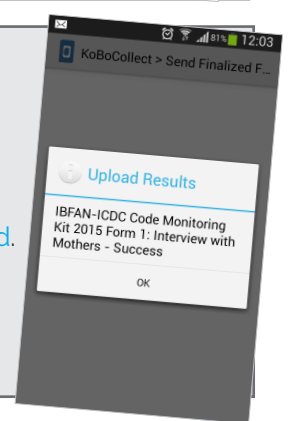 81% 12:03
KoBoCollect > Send Finalized F...
Upload Results
IBFAN-ICDC Code Monitoring
Kit 2015 Form 1: Interview with
Mothers - Success
d.
OK